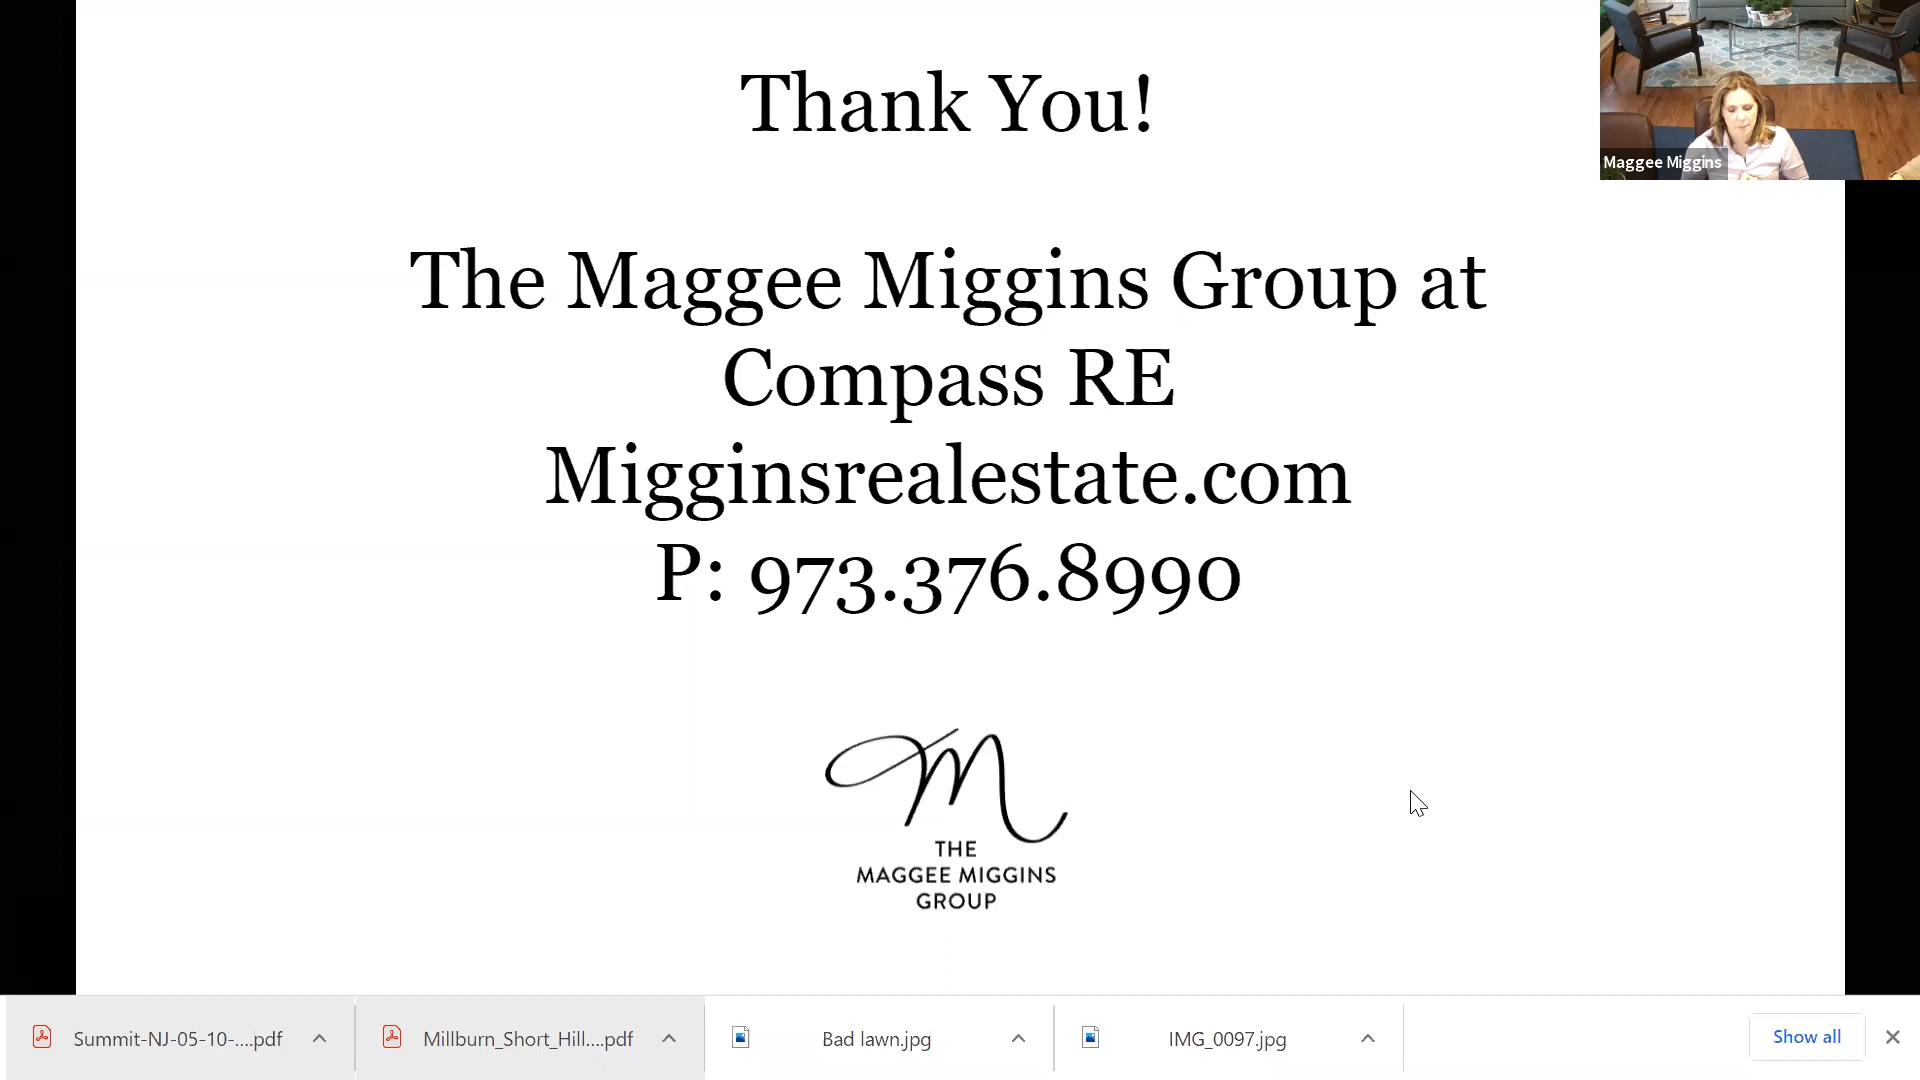 Thank You!
Maggee Miggins
The Maggee Miggins Group at
Compass RE
Migginsrealestate.com
P: 973.376.8990
THE
MAGGEE MIGGINS
GROUP
Summit-NJ-05-10-....pdf
Millburn_Short_Hill....pdf
Bad lawn.jpg
IMG_0097.jpg
Show all